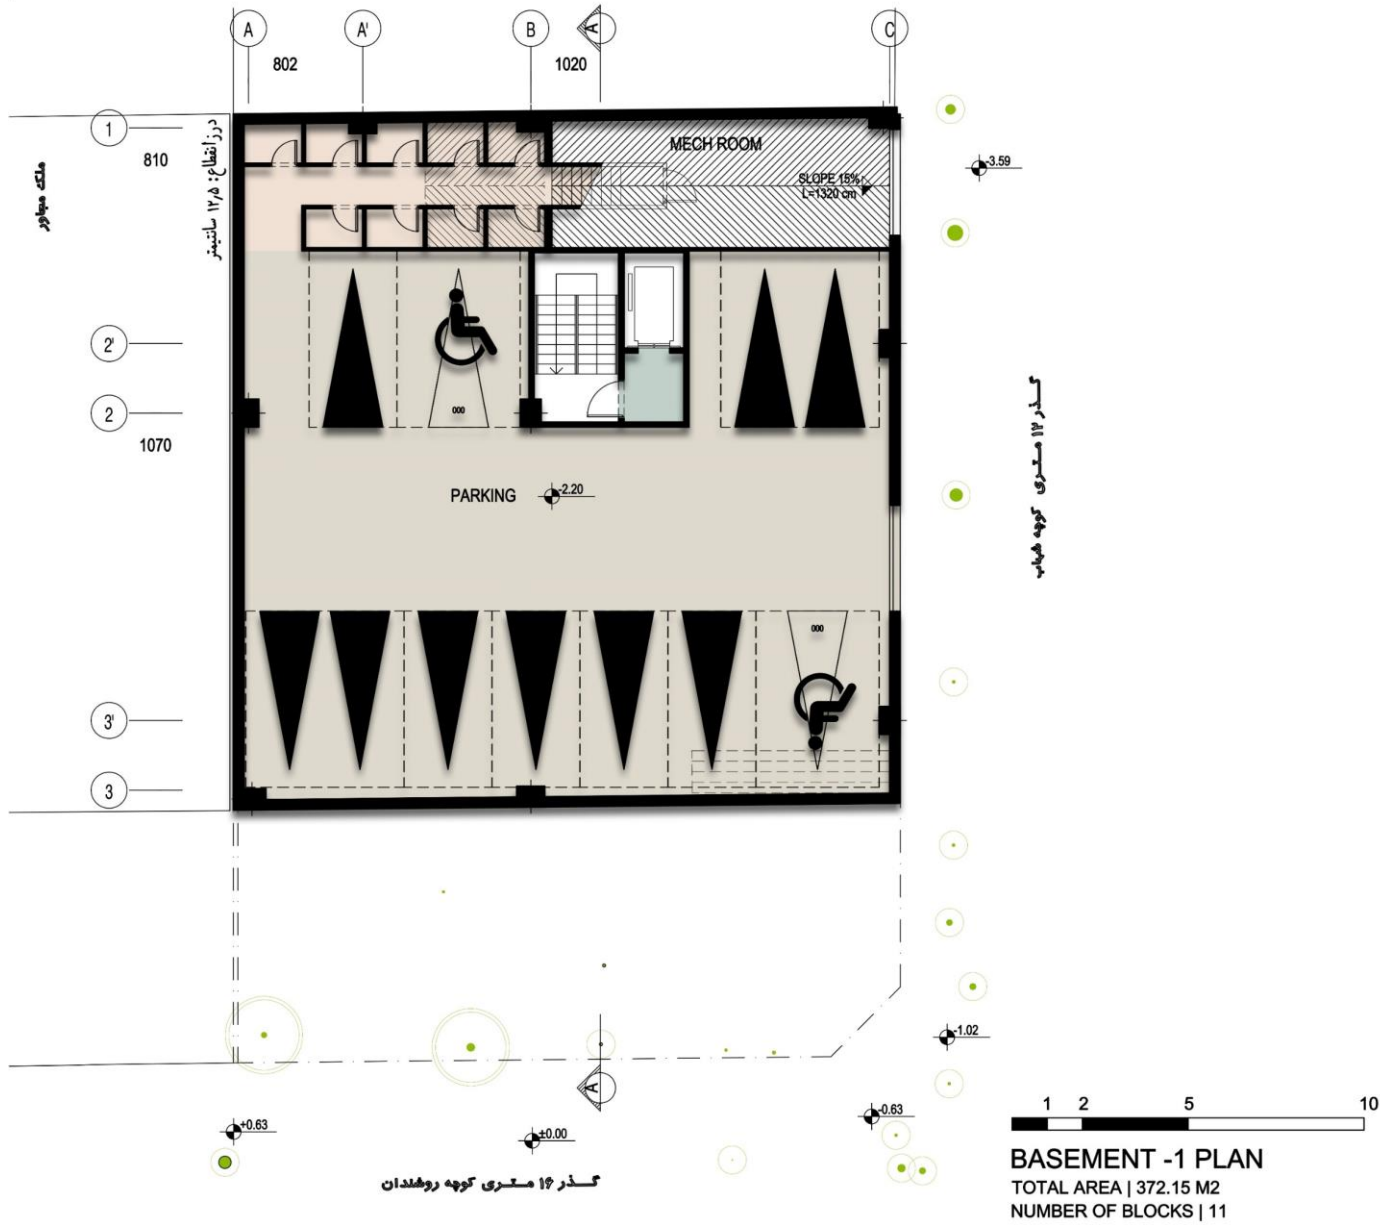 A
A'
B
A
C
802
1020
1
810
درز انقطاع: ۱۲٫۵ سانتیمتر
ملک مجاور
MECH ROOM
SLOPE 15%
L=1320 cm
-3.59
2'
2
1070
000
PARKING
-2.20
گذر ۱۲ متری کوچه شهاب
000
3'
3
-1.02
A
+0.63
±0.00
-0.63
گذر ۱۶ متری کوچه روشندان
1 2 5 10
BASEMENT -1 PLAN
TOTAL AREA | 372.15 M2
NUMBER OF BLOCKS | 11